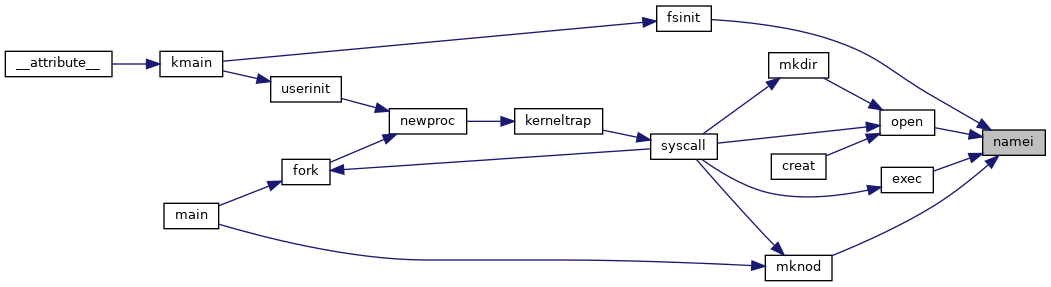 __attribute__
kmain
fsinit
userinit
newproc
kerneltrap
mkdir
open
syscall
creat
namei
fork
exec
main
mknod